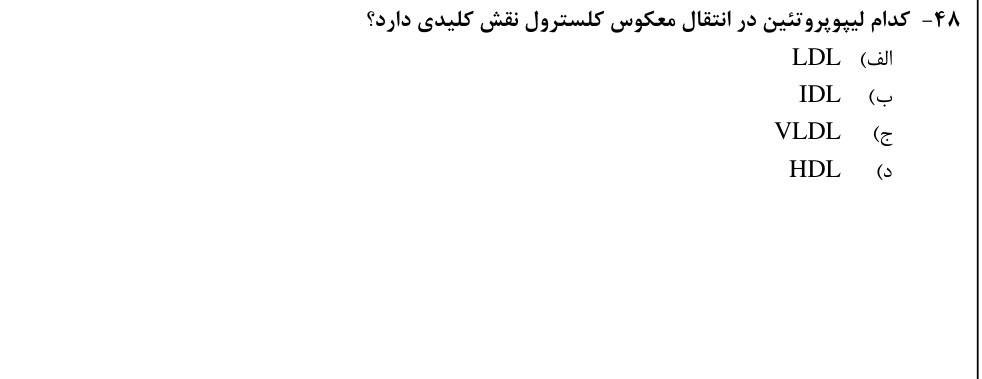 ۴۸- کدام لیپوپروتئین در انتقال معکوس کلسترول نقش کلیدی دارد؟
الف) LDL
ب) IDL
ج) VLDL
د) HDL